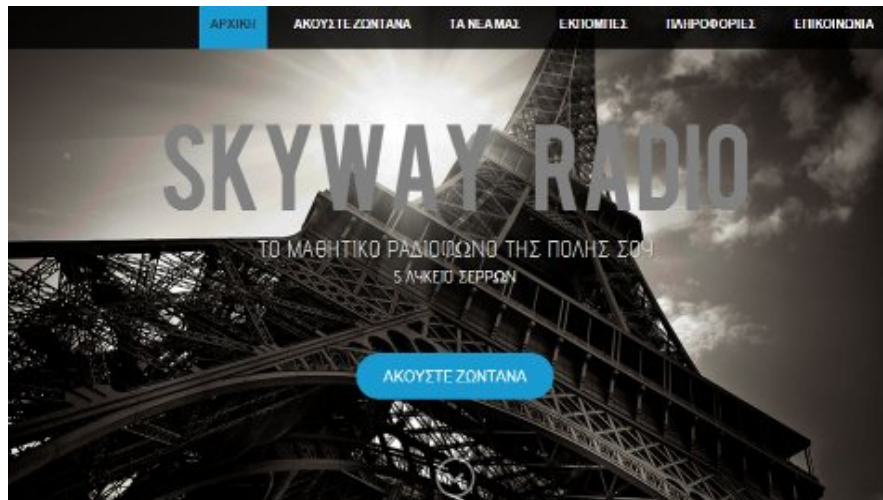 ΑΡΧΙΚΗ ΑΚΟΥΣΤΕ ΖΩΝΤΑΝΑ ΤΑ ΝΕΑ ΜΑΣ ΕΚΠΟΜΠΕΣ ΠΛΗΡΟΦΟΡΙΕΣ ΕΠΙΚΟΙΝΩΝΙΑ
SKYWAY RADIO
ΤΟ ΜΑΘΗΤΙΚΟ ΡΑΔΙΟΦΩΝΟ ΤΗΣ ΠΟΛΗΣ ΣΟΥ
5 ΛΥΚΕΙΟ ΣΕΡΡΩΝ
ΑΚΟΥΣΤΕ ΖΩΝΤΑΝΑ